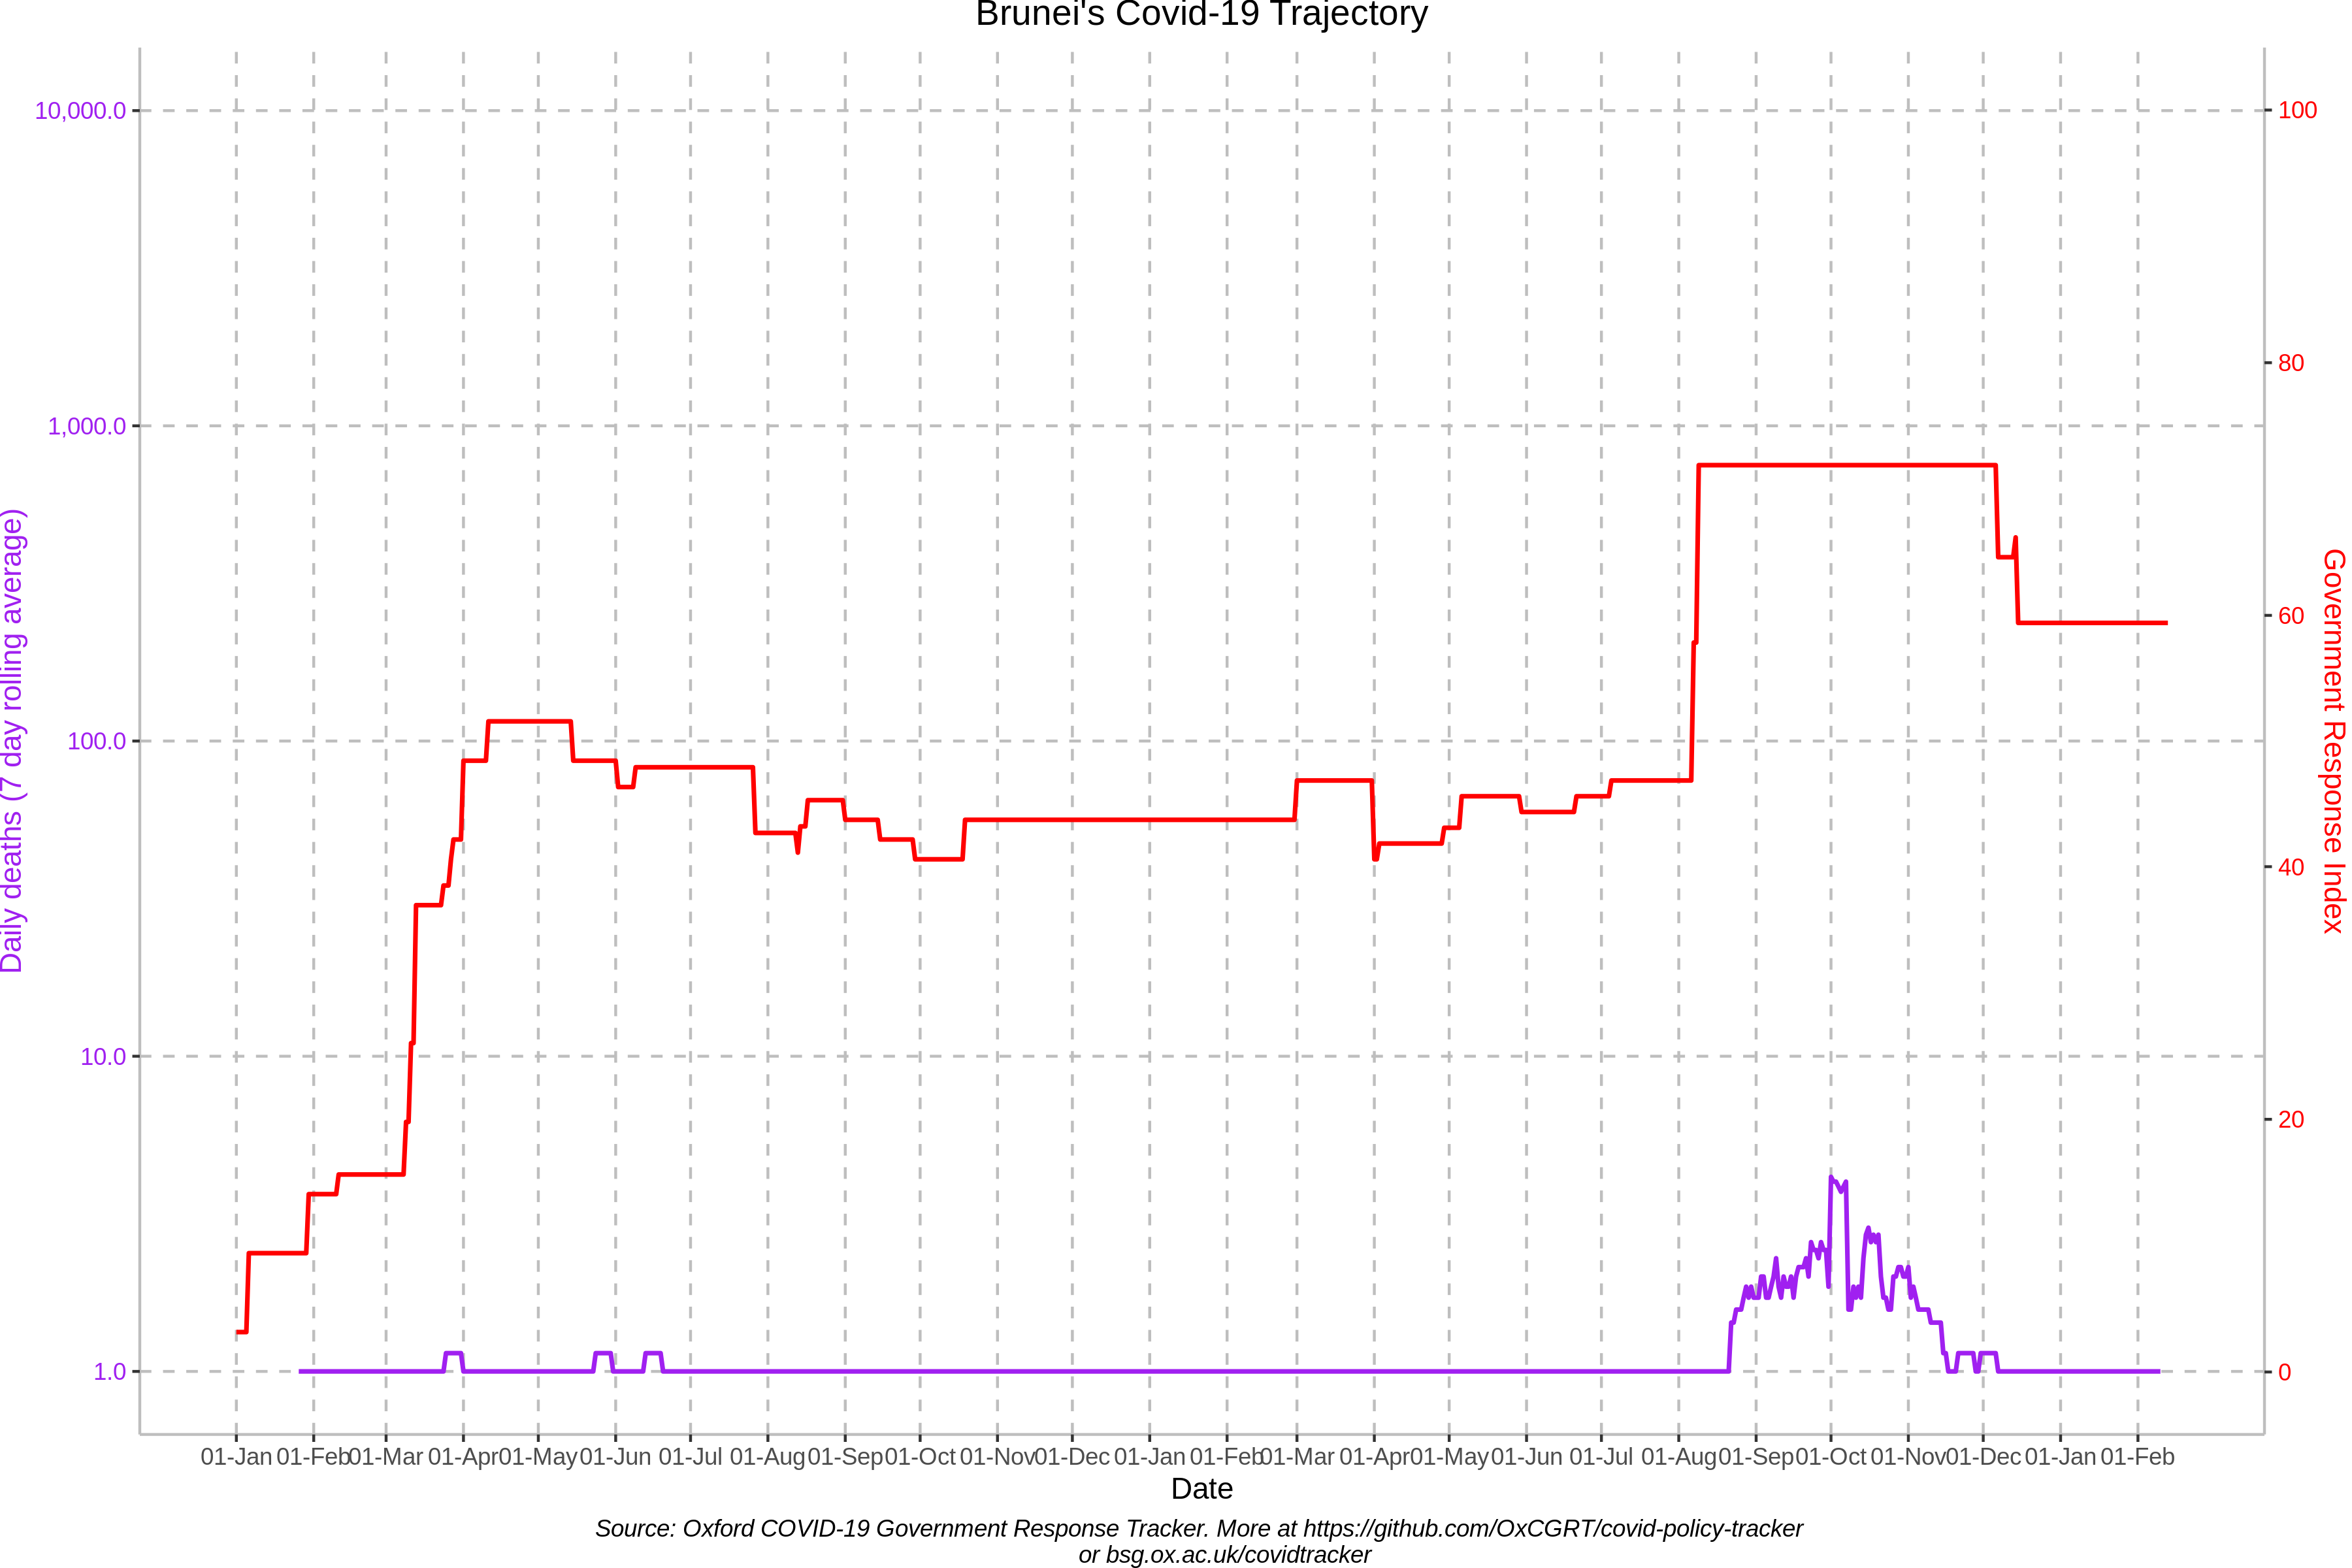 Brunei's Covid-19 Trajectory
10,000.0
1,000.0
100.0
10.0
1.0
Daily deaths (7 day rolling average)
100
80
60
40
20
0
Government Response Index
01-Jan 01-Feb 01-Mar 01-Apr 01-May 01-Jun 01-Jul 01-Aug 01-Sep 01-Oct 01-Nov 01-Dec 01-Jan 01-Feb 01-Mar 01-Apr 01-May 01-Jun 01-Jul 01-Aug 01-Sep 01-Oct 01-Nov 01-Dec 01-Jan 01-Feb
Date
Source: Oxford COVID-19 Government Response Tracker. More at https://github.com/OxCGRT/covid-policy-tracker
or bsg.ox.ac.uk/covidtracker